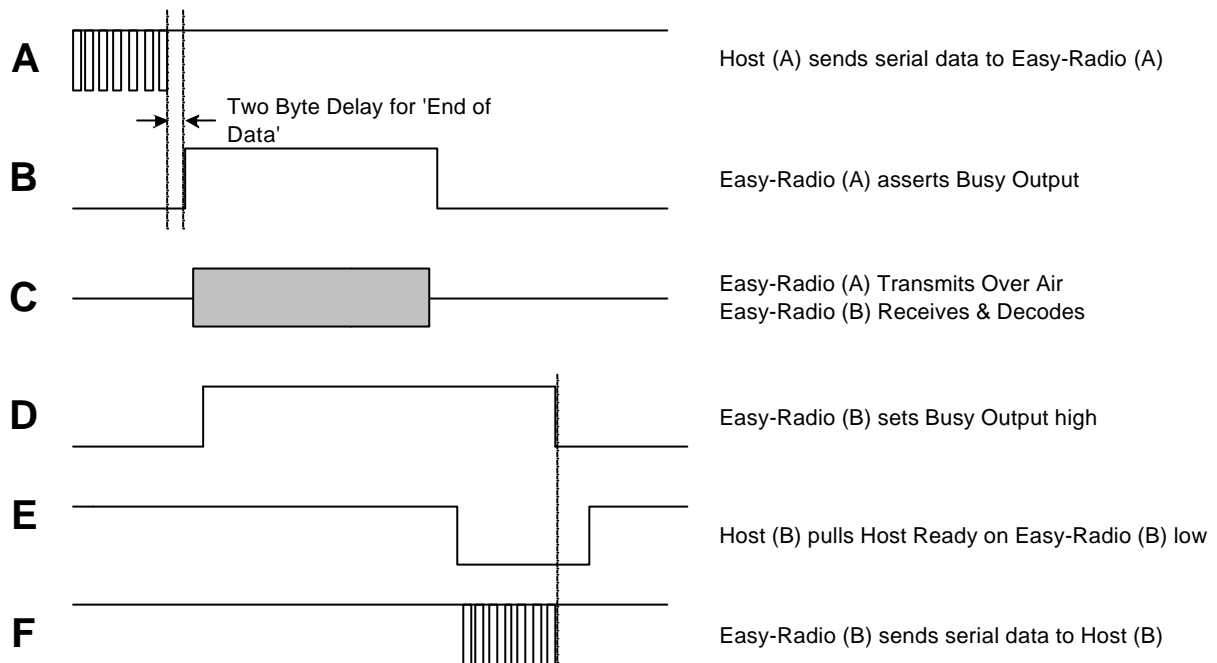 A
Host (A) sends serial data to Easy-Radio (A)
Two Byte Delay for 'End of
Data'
B
Easy-Radio (A) asserts Busy Output
C
Easy-Radio (A) Transmits Over Air
Easy-Radio (B) Receives & Decodes
D
Easy-Radio (B) sets Busy Output high
E
Host (B) pulls Host Ready on Easy-Radio (B) low
F
Easy-Radio (B) sends serial data to Host (B)